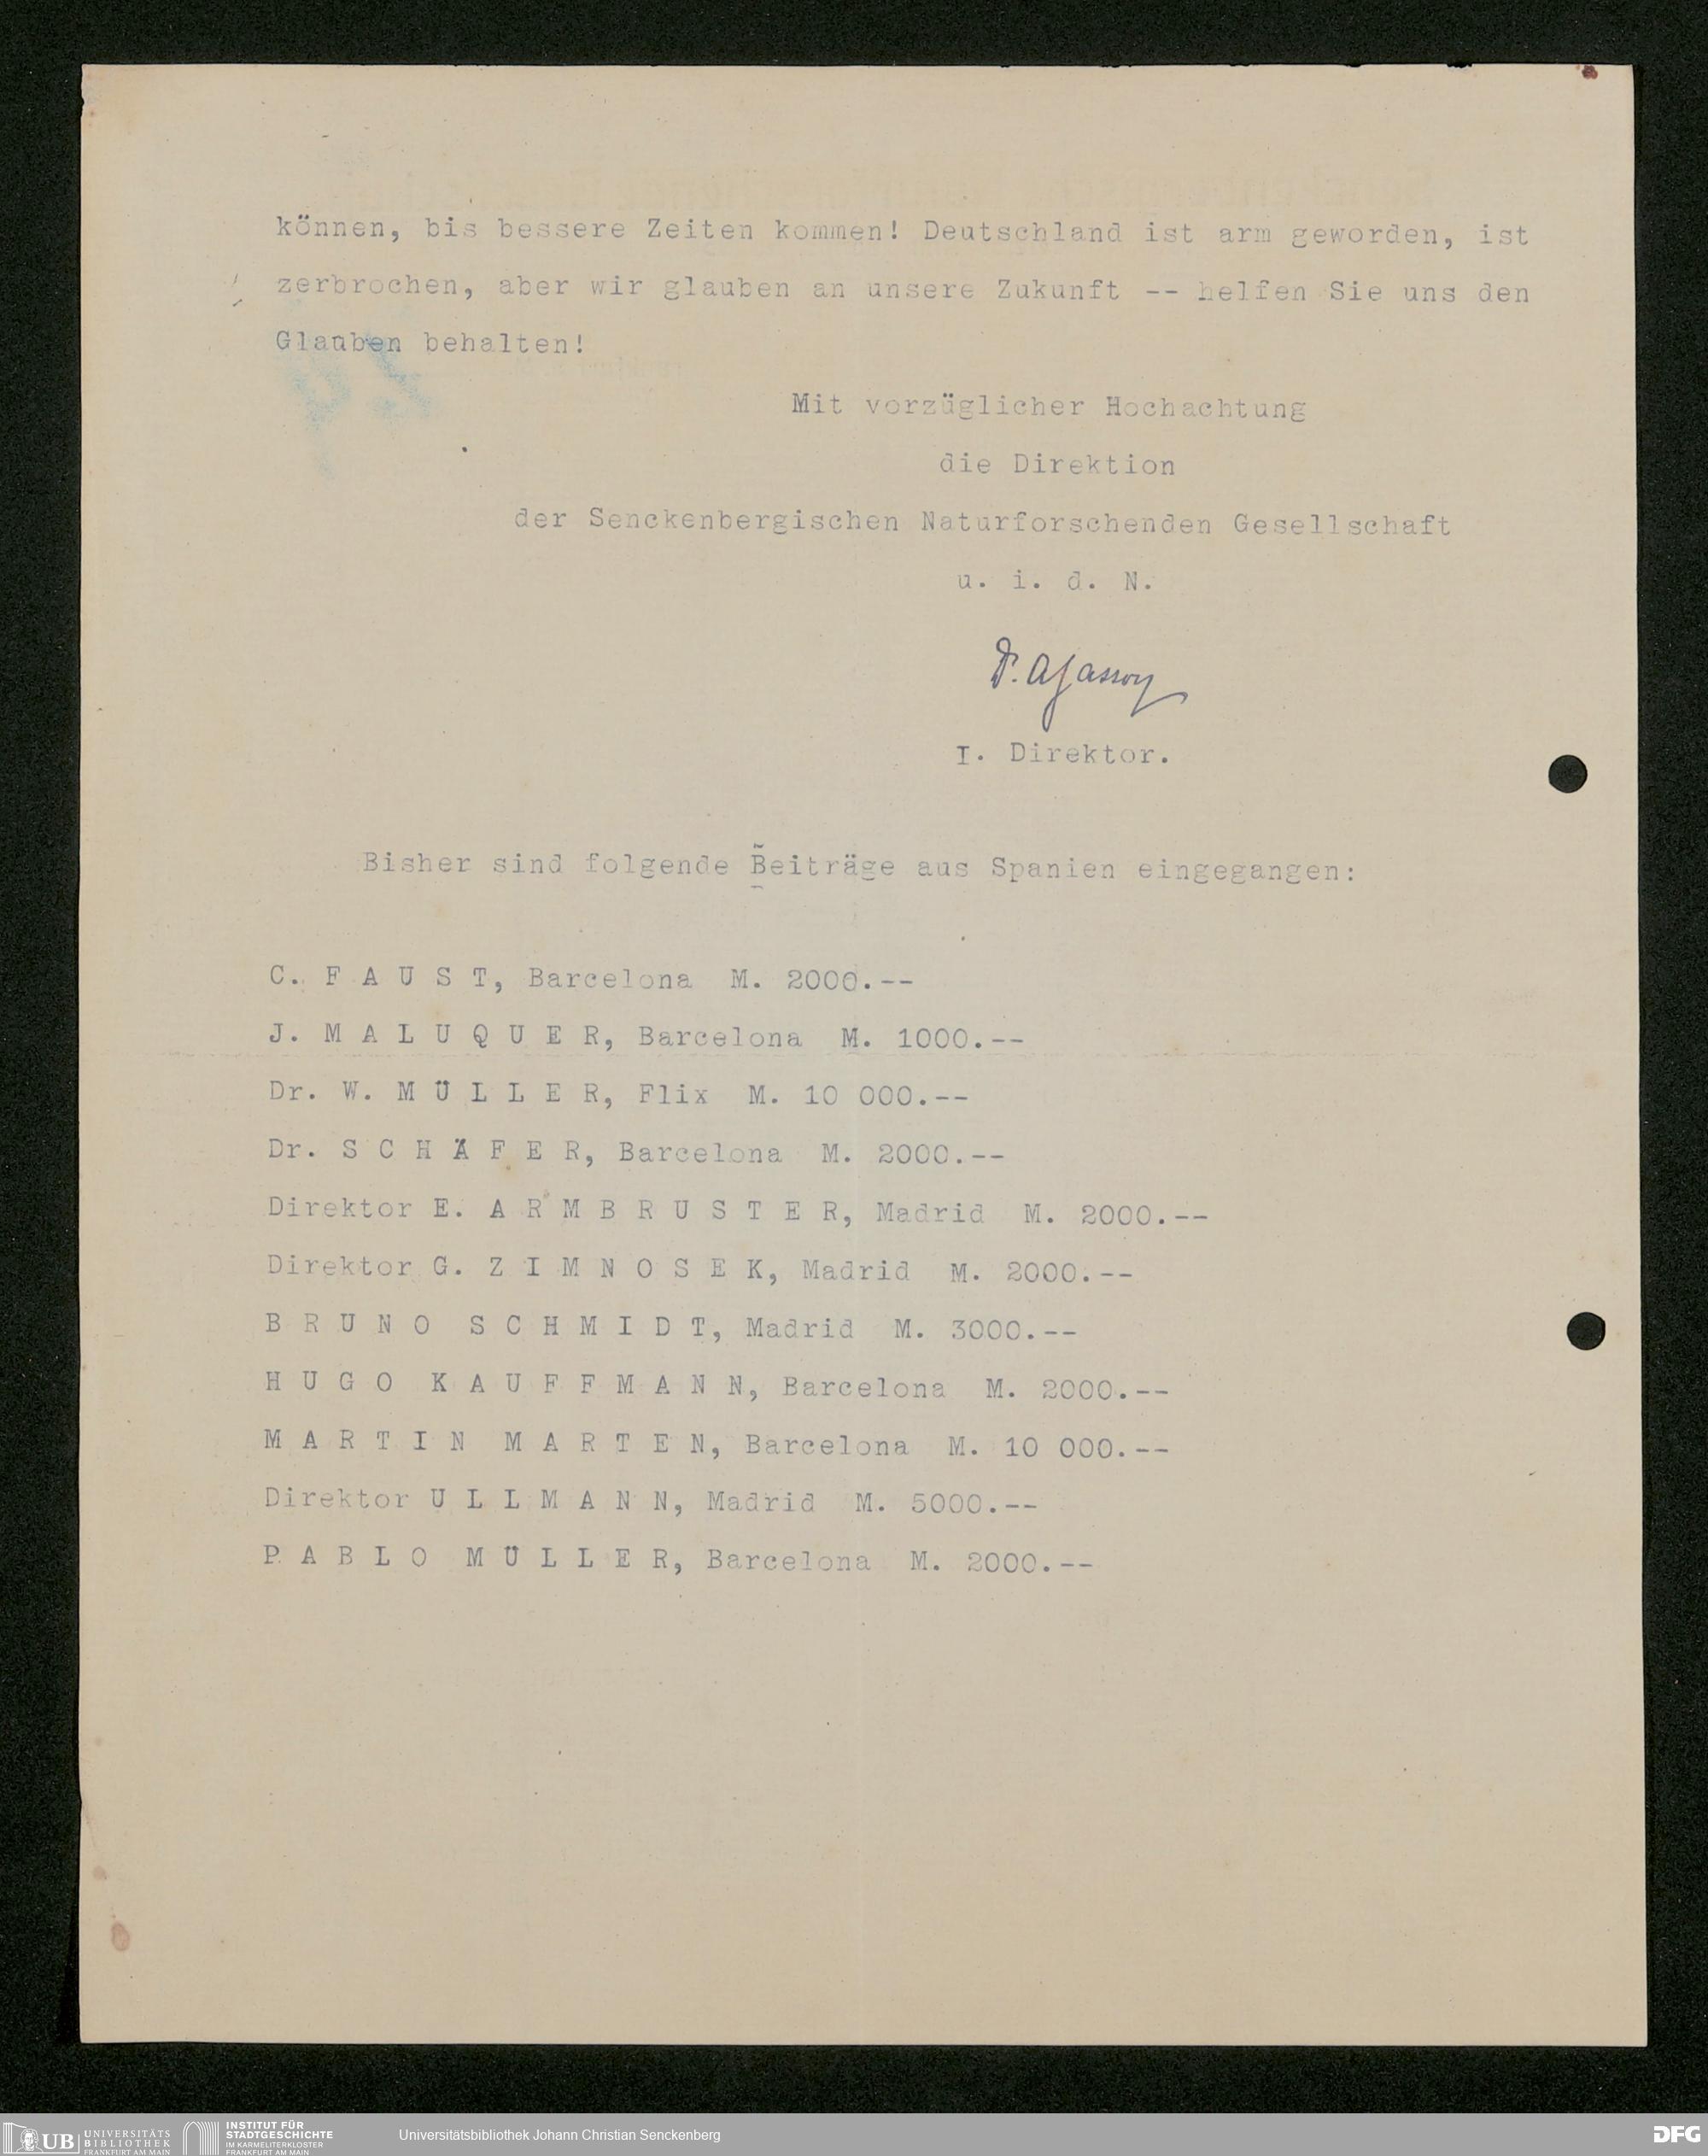 können, bis bessere Zeiten kommen! Deutschland ist arm geworden, ist
zerbrochen, aber wir glauben an unsere Zukunft -- helfen Sie uns den
Glauben behalten!
Mit vorzüglicher Hochachtung
die Direktion
der Senckenbergischen Naturforschenden Gesellschaft
u. i. d. N.
Dr. A Jassoy
I. Direktor.
Bisher sind folgende Beiträge aus Spanien eingegangen:
C. F A U S T, Barcelona M. 2000.--
J. M A L U Q U E R, Barcelona M. 1000.--
Dr. W. M Ü L L E R, Flix M. 10 000.--
Dr. S C H Ä F E R, Barcelona M. 2000.--
Direktor E. A R M B R U S T E R, Madrid M. 2000.--
Direktor G. Z I M N O S E K, Madrid M. 2000.--
B R U N O S C H M I D T, Madrid M. 3000.--
H U G O K A U F F M A N N, Barcelona M. 2000.--
M A R T I N M A R T E N, Barcelona M. 10 000.--
Direktor U L L M A N N, Madrid M. 5000.--
P A B L O M Ü L L E R, Barcelona M. 2000.--
UB UNIVERSITÄTS BIBLIOTHEK FRANKFURT AM MAIN
INSTITUT FÜR STADTGESCHICHTE IM KARMELITERKLOSTER FRANKFURT AM MAIN
Universitätsbibliothek Johann Christian Senckenberg
DFG